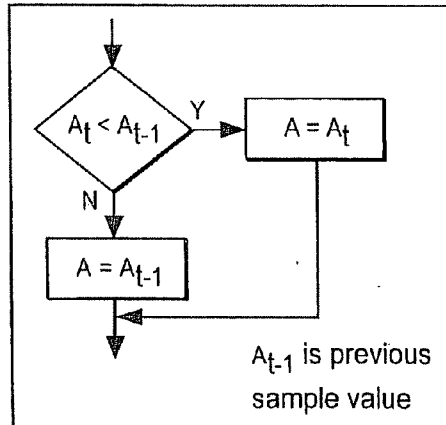 At < At-1
Y
A = At
N
A = At-1
At-1 is previous
sample value